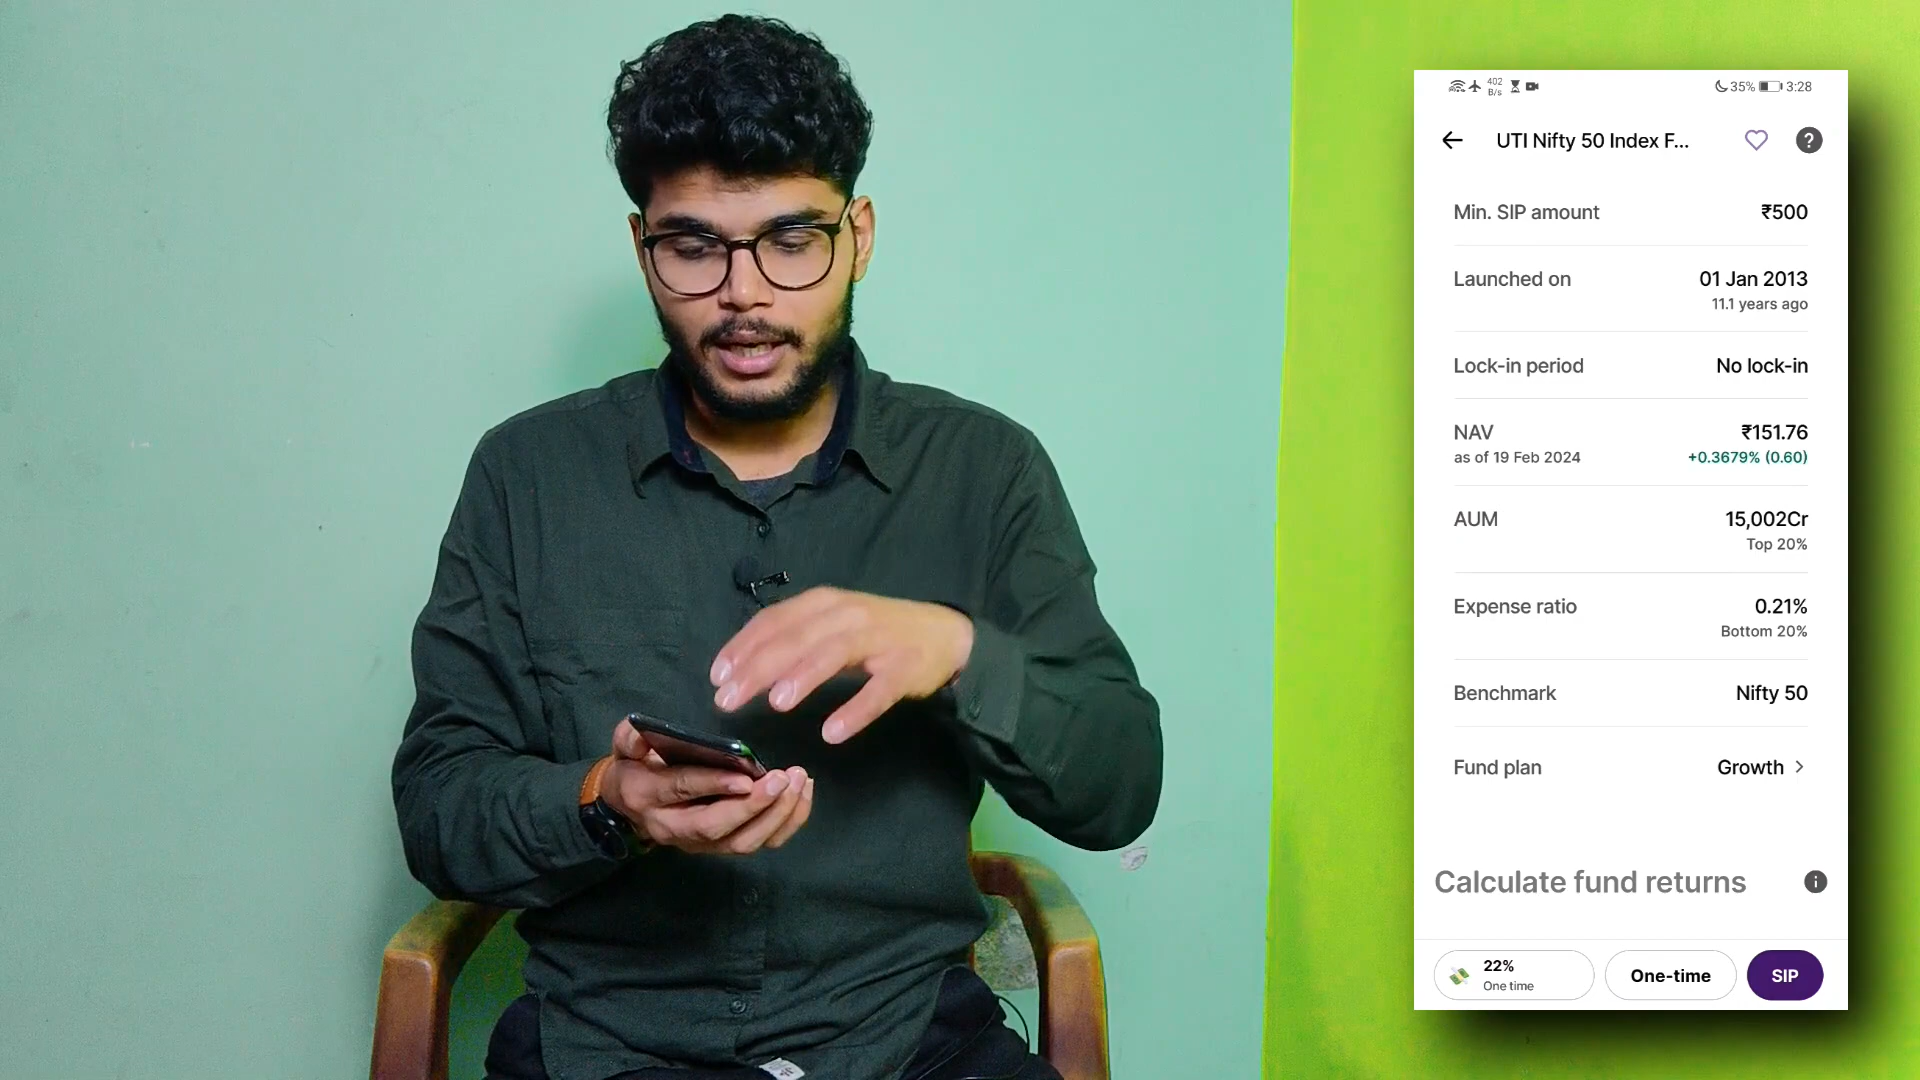 402
B/s
35%
3:28
UTI Nifty 50 Index F...
?
Min. SIP amount
₹500
Launched on
01 Jan 2013
11.1 years ago
Lock-in period
No lock-in
NAV
₹151.76
as of 19 Feb 2024
+0.3679% (0.60)
AUM
15,002Cr
Top 20%
Expense ratio
0.21%
Bottom 20%
Benchmark
Nifty 50
Fund plan
Growth >
Calculate fund returns
i
22%
One time
One-time
SIP